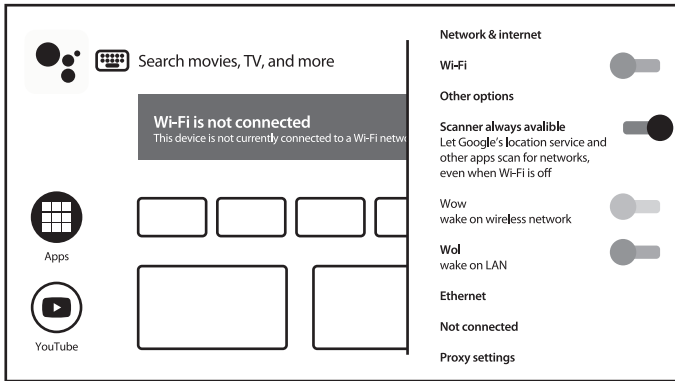 Search movies, TV, and more
Wi-Fi is not connected
This device is not currently connected to a Wi-Fi netwo
Apps
YouTube
Network & internet
Wi-Fi
Other options
Scanner always avalible
Let Google's location service and
other apps scan for networks,
even when Wi-Fi is off
Wow
wake on wireless network
Wol
wake on LAN
Ethernet
Not connected
Proxy settings